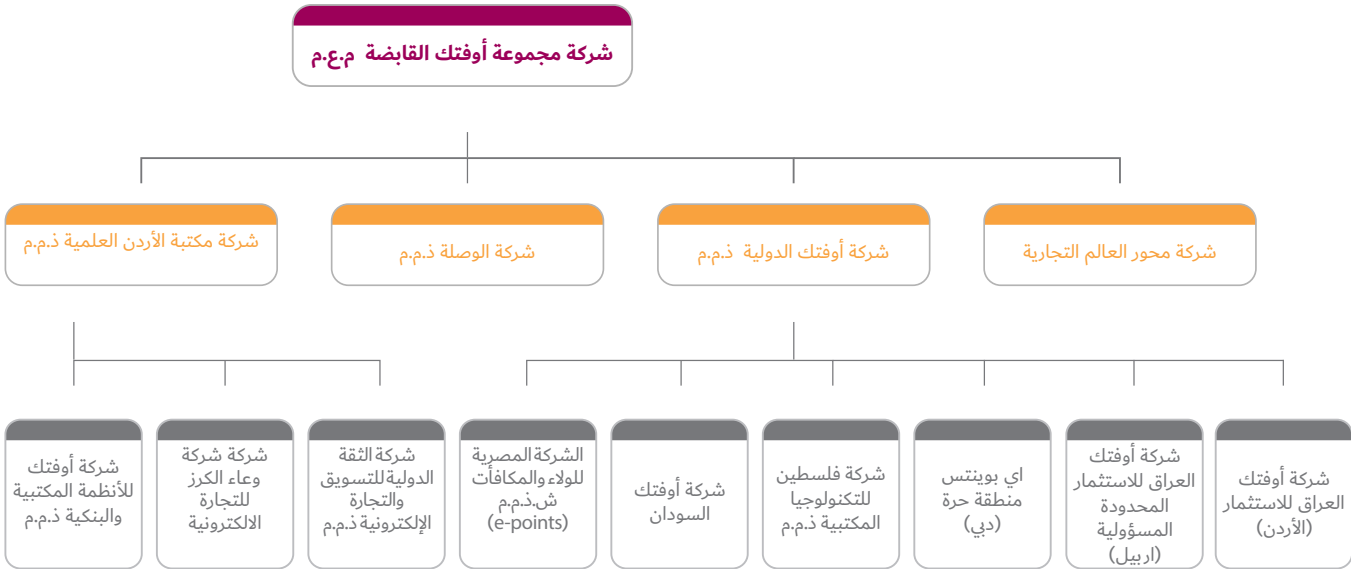 شركة مجموعة أوفتك القابضة م.ع.م
شركة محور العالم التجارية
شركة أوفتك الدولية ذ.م.م
شركة الوصلة ذ.م.م
شركة مكتبة الأردن العلمية ذ.م.م
شركة أوفتك
العراق للاستثمار
(الأردن)
شركة أوفتك
العراق للاستثمار
المحدودة
المسؤولية
(اربيل)
اي بوينتس
منطقة حرة
(دبي)
شركة فلسطين
للتكنولوجيا
المكتبية ذ.م.م
شركة أوفتك
السودان
الشركة المصرية
للولاء والمكافأت
ش.ذ.م.م
(e-points)
شركة الثقة
الدولية للتسويق
والتجارة
الإلكترونية ذ.م.م
شركة شركة
وعاء الكرز
للتجارة
الالكترونية
شركة أوفتك
للأنظمة المكتبية
والبنكية ذ.م.م